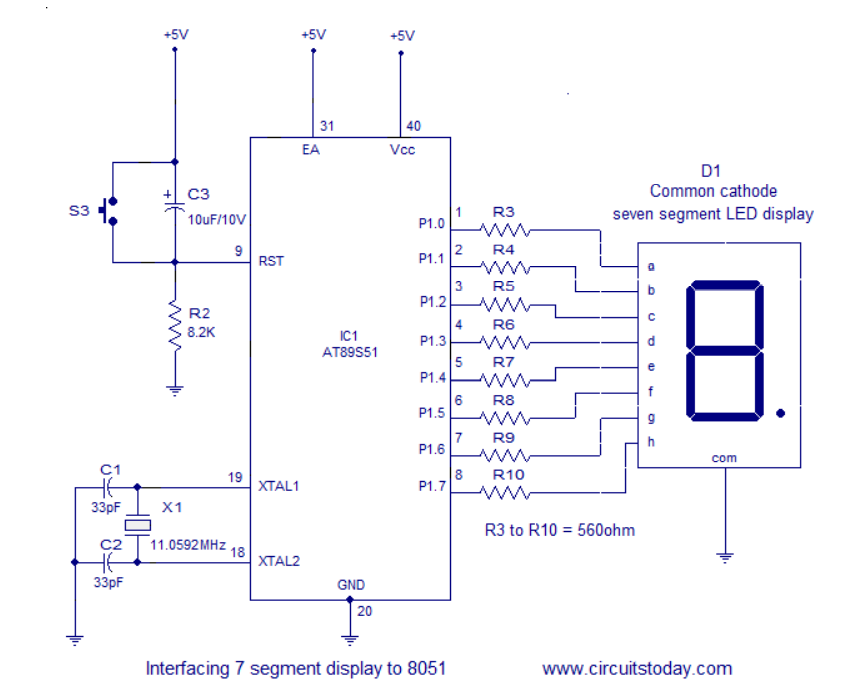 +5V
+5V
+5V
31
40
EA
Vcc
D1
Common cathode
seven segment LED display
S3
+
C3
10uF/10V
9
RST
R2
8.2K
IC1
AT89S51
P1.0
1
R3
P1.1
2
R4
P1.2
3
R5
P1.3
4
R6
P1.4
5
R7
P1.5
6
R8
P1.6
7
R9
P1.7
8
R10
a
b
c
d
e
f
g
h
com
R3 to R10 = 560ohm
C1
33pF
X1
11.0592MHz
C2
33pF
19
XTAL1
18
XTAL2
GND
20
Interfacing 7 segment display to 8051
www.circuitstoday.com